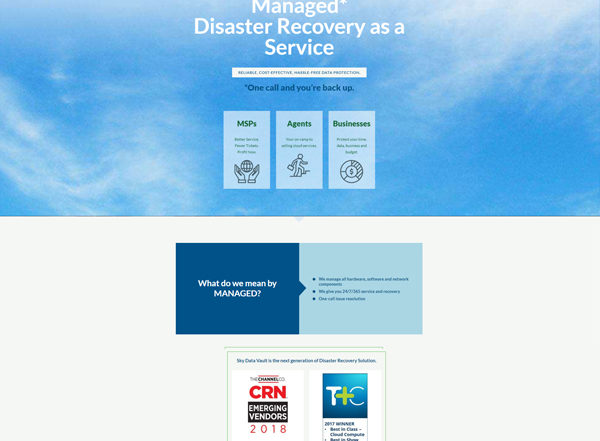 Managed*
Disaster Recovery as a
Service
RELIABLE, COST-EFFECTIVE, HASSLE-FREE DATA PROTECTION.
*One call and you're back up.
MSPs
Better Service.
Fewer Tickets.
Profit Now.
Agents
Your on-ramp to
selling cloud services.
Businesses
Protect your time,
data, business and
budget.
What do we mean by
MANAGED?
We manage all hardware, software and network
components
We give you 24/7/365 service and recovery
One-call issue resolution
Sky Data Vault is the next generation of Disaster Recovery Solution.
THE CHANNEL CO.
CRN
EMERGING
VENDORS
2018
T+C
2017 WINNER
• Best in Class –
Cloud Compute
• Best in Show